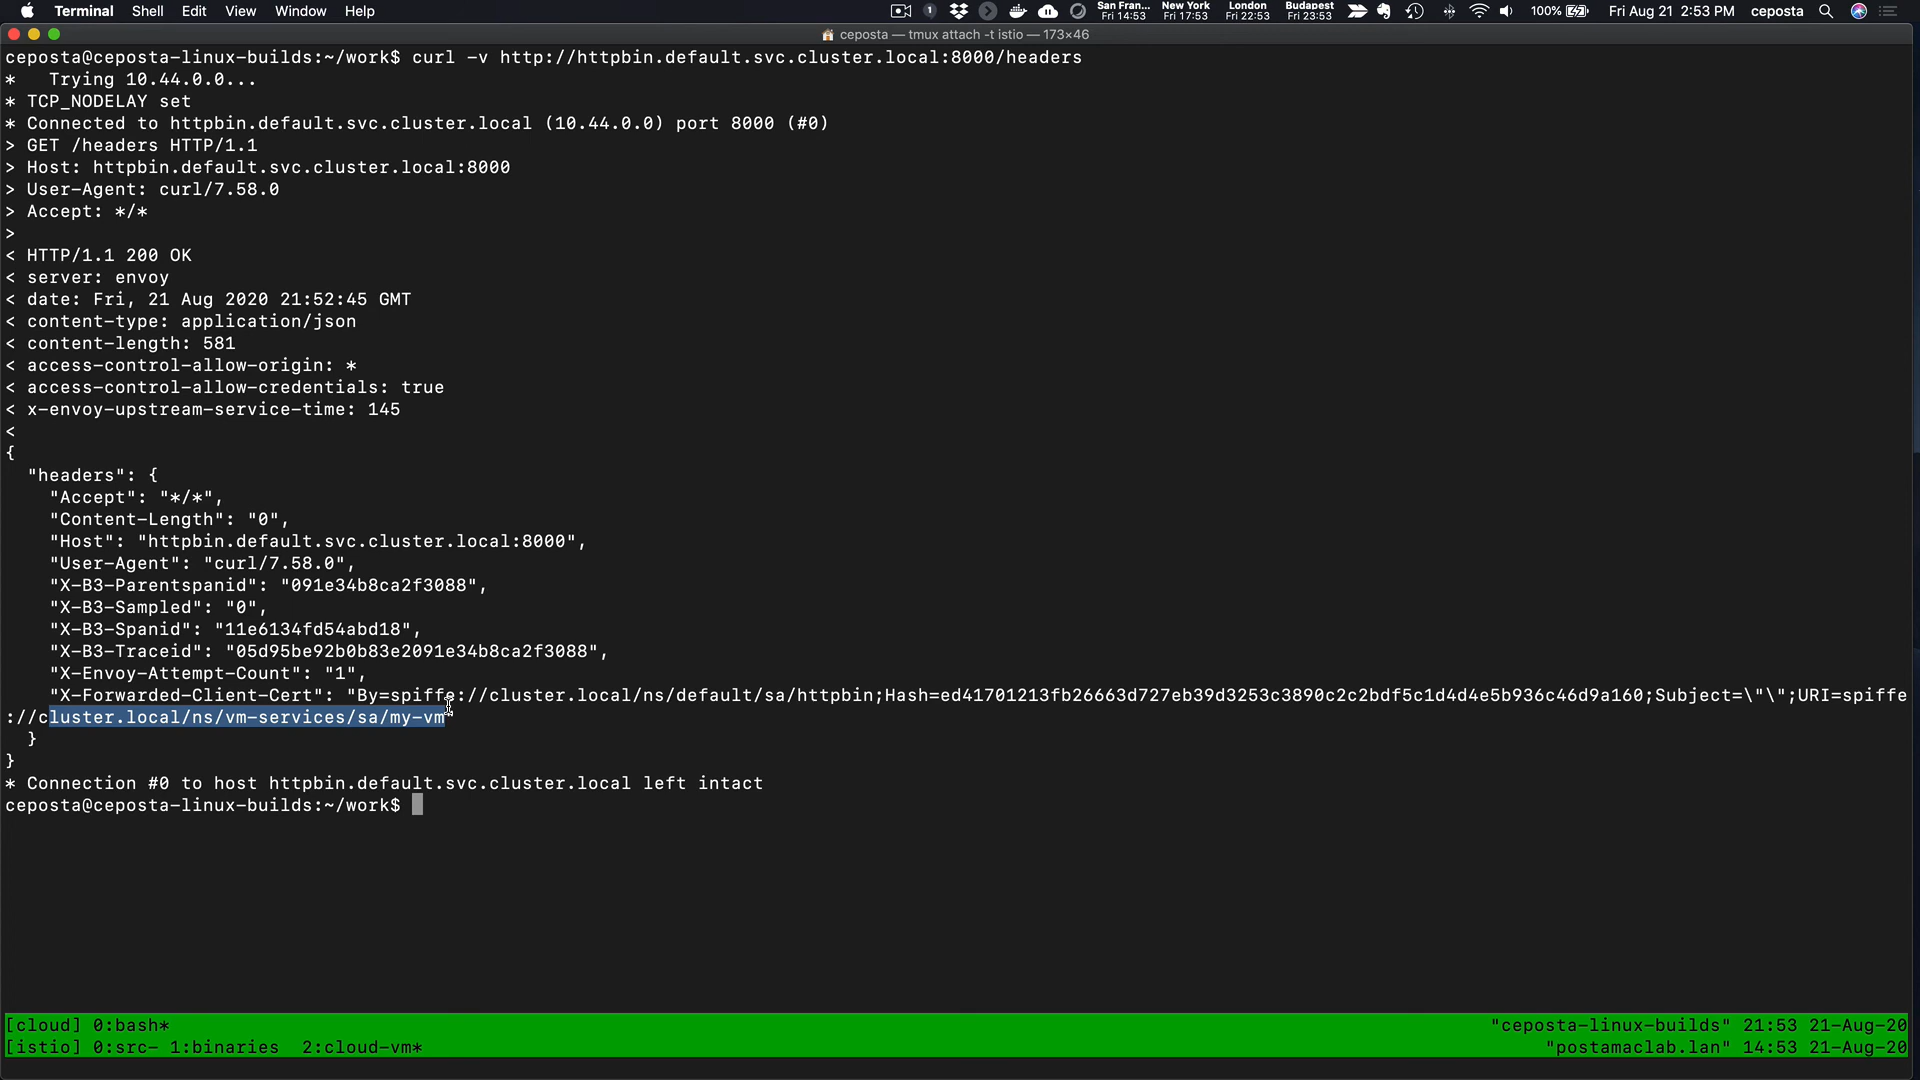 Terminal Shell Edit View Window Help 1 San Fran... New York London Budapest 100% Fri Aug 21 2:53 PM ceposta
Fri 14:53 Fri 17:53 Fri 22:53 Fri 23:53
ceposta — tmux attach -t istio — 173×46
ceposta@ceposta-linux-builds:~/work$ curl -v http://httpbin.default.svc.cluster.local:8000/headers
*   Trying 10.44.0.0...
* TCP_NODELAY set
* Connected to httpbin.default.svc.cluster.local (10.44.0.0) port 8000 (#0)
> GET /headers HTTP/1.1
> Host: httpbin.default.svc.cluster.local:8000
> User-Agent: curl/7.58.0
> Accept: */*
>
< HTTP/1.1 200 OK
< server: envoy
< date: Fri, 21 Aug 2020 21:52:45 GMT
< content-type: application/json
< content-length: 581
< access-control-allow-origin: *
< access-control-allow-credentials: true
< x-envoy-upstream-service-time: 145
<
{
  "headers": {
    "Accept": "*/*",
    "Content-Length": "0",
    "Host": "httpbin.default.svc.cluster.local:8000",
    "User-Agent": "curl/7.58.0",
    "X-B3-Parentspanid": "091e34b8ca2f3088",
    "X-B3-Sampled": "0",
    "X-B3-Spanid": "11e6134fd54abd18",
    "X-B3-Traceid": "05d95be92b0b83e2091e34b8ca2f3088",
    "X-Envoy-Attempt-Count": "1",
    "X-Forwarded-Client-Cert": "By=spiffe://cluster.local/ns/default/sa/httpbin;Hash=ed41701213fb26663d727eb39d3253c3890c2c2bdf5c1d4d4e5b936c46d9a160;Subject=\"\";URI=spiffe
://cluster.local/ns/vm-services/sa/my-vm"
  }
}
* Connection #0 to host httpbin.default.svc.cluster.local left intact
ceposta@ceposta-linux-builds:~/work$
[cloud] 0:bash* "ceposta-linux-builds" 21:53 21-Aug-20
[istio] 0:src- 1:binaries  2:cloud-vm* "postamaclab.lan" 14:53 21-Aug-20